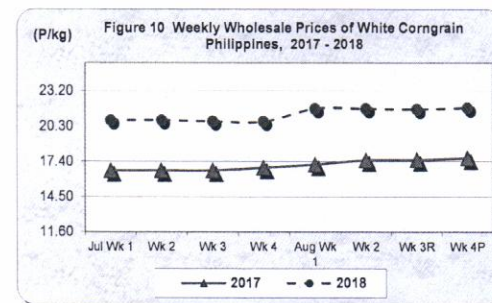 (P/kg)
Figure 10 Weekly Wholesale Prices of White Corngrain
Philippines, 2017 - 2018
23.20
20.30
17.40
14.50
11.60
Jul Wk 1 Wk 2 Wk 3 Wk 4 Aug Wk 1 Wk 2 Wk 3R Wk 4P
2017 2018